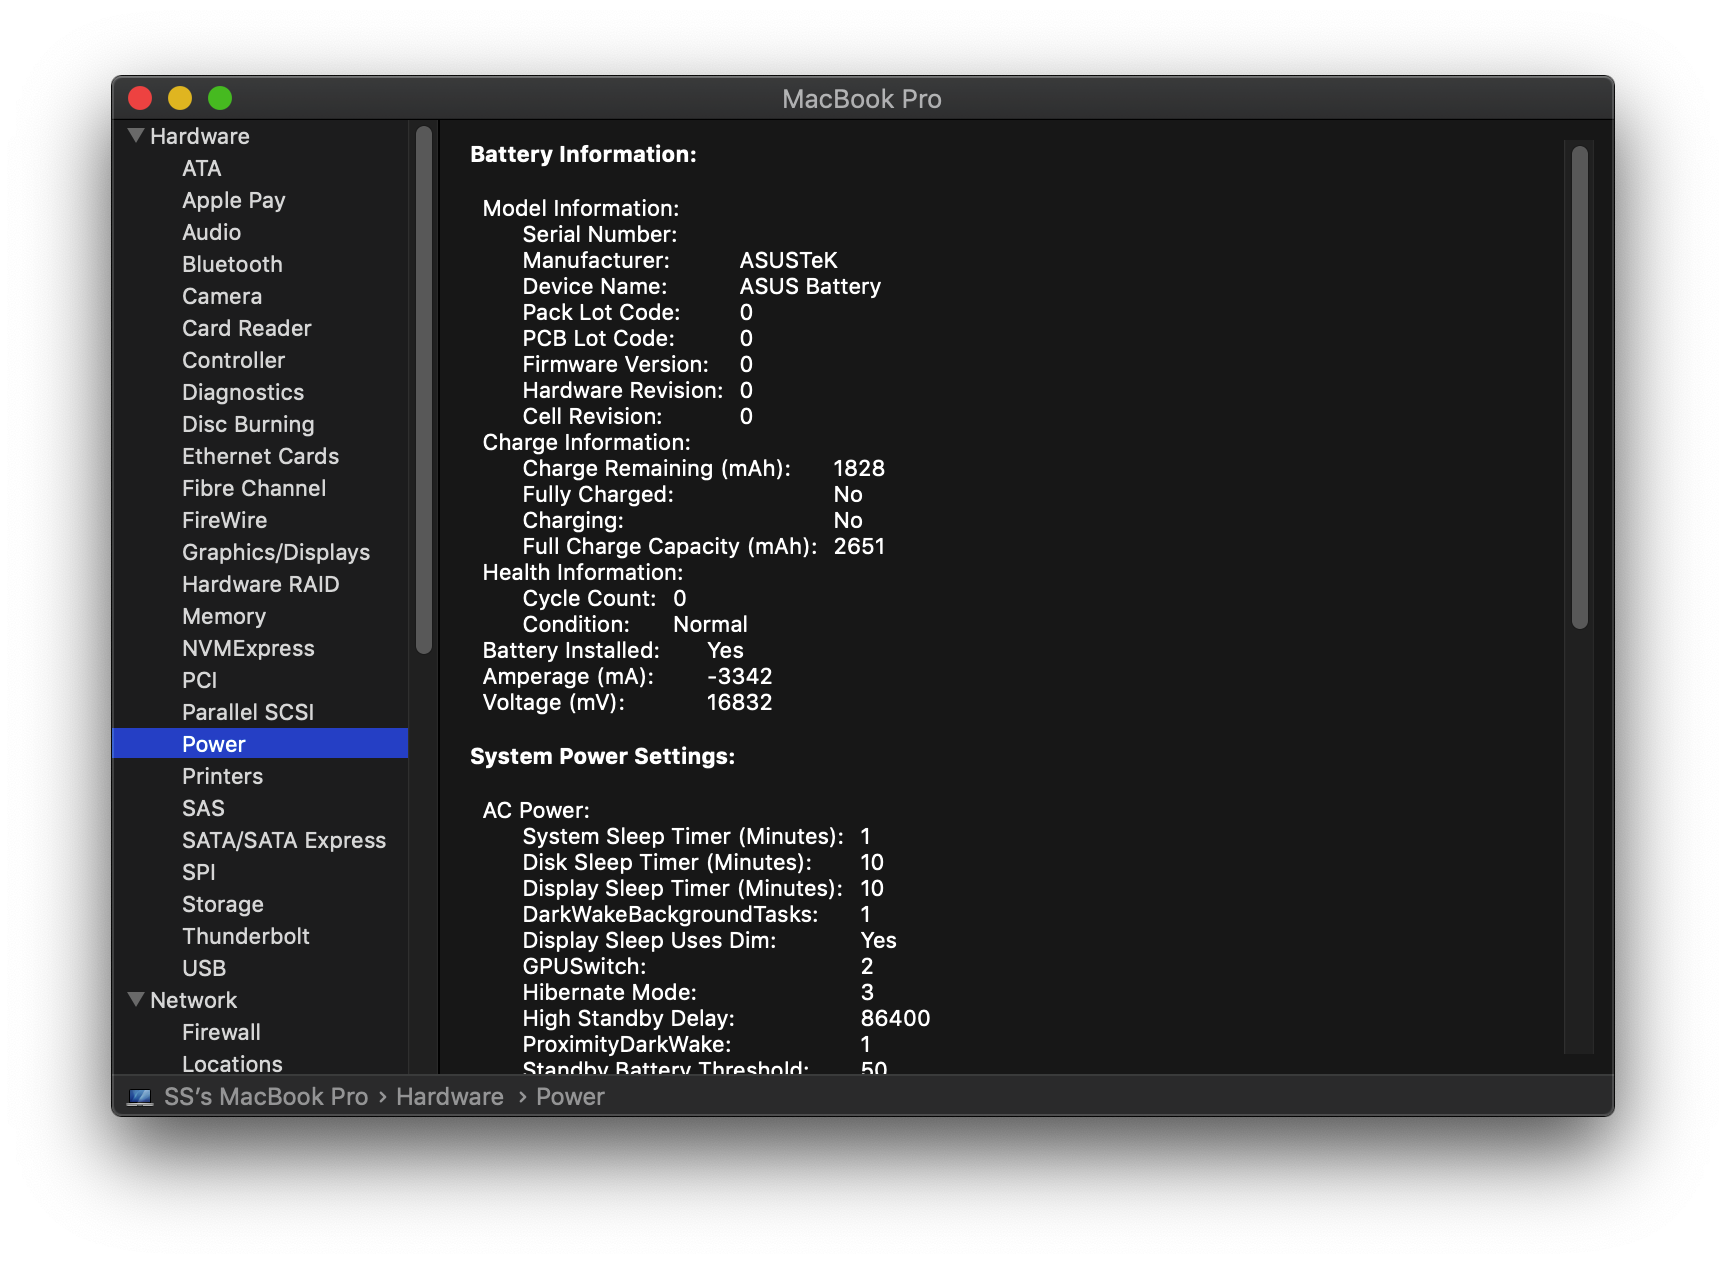 MacBook Pro
Hardware
ATA
Apple Pay
Audio
Bluetooth
Camera
Card Reader
Controller
Diagnostics
Disc Burning
Ethernet Cards
Fibre Channel
FireWire
Graphics/Displays
Hardware RAID
Memory
NVMExpress
PCI
Parallel SCSI
Power
Printers
SAS
SATA/SATA Express
SPI
Storage
Thunderbolt
USB
Network
Firewall
Locations
Battery Information:
Model Information:
Serial Number:
Manufacturer: ASUSTeK
Device Name: ASUS Battery
Pack Lot Code: 0
PCB Lot Code: 0
Firmware Version: 0
Hardware Revision: 0
Cell Revision: 0
Charge Information:
Charge Remaining (mAh): 1828
Fully Charged: No
Charging: No
Full Charge Capacity (mAh): 2651
Health Information:
Cycle Count: 0
Condition: Normal
Battery Installed: Yes
Amperage (mA): -3342
Voltage (mV): 16832
System Power Settings:
AC Power:
System Sleep Timer (Minutes): 1
Disk Sleep Timer (Minutes): 10
Display Sleep Timer (Minutes): 10
DarkWakeBackgroundTasks: 1
Display Sleep Uses Dim: Yes
GPUSwitch: 2
Hibernate Mode: 3
High Standby Delay: 86400
ProximityDarkWake: 1
Standby Battery Threshold: 50
SS's MacBook Pro › Hardware › Power